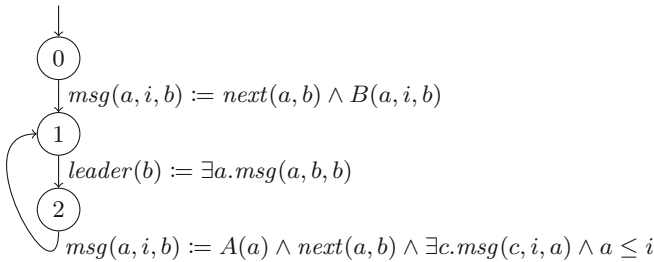 0
msg(a, i, b) := next(a, b) ∧ B(a, i, b)
1
leader(b) := ∃a.msg(a, b, b)
2
msg(a, i, b) := A(a) ∧ next(a, b) ∧ ∃c.msg(c, i, a) ∧ a ≤ i